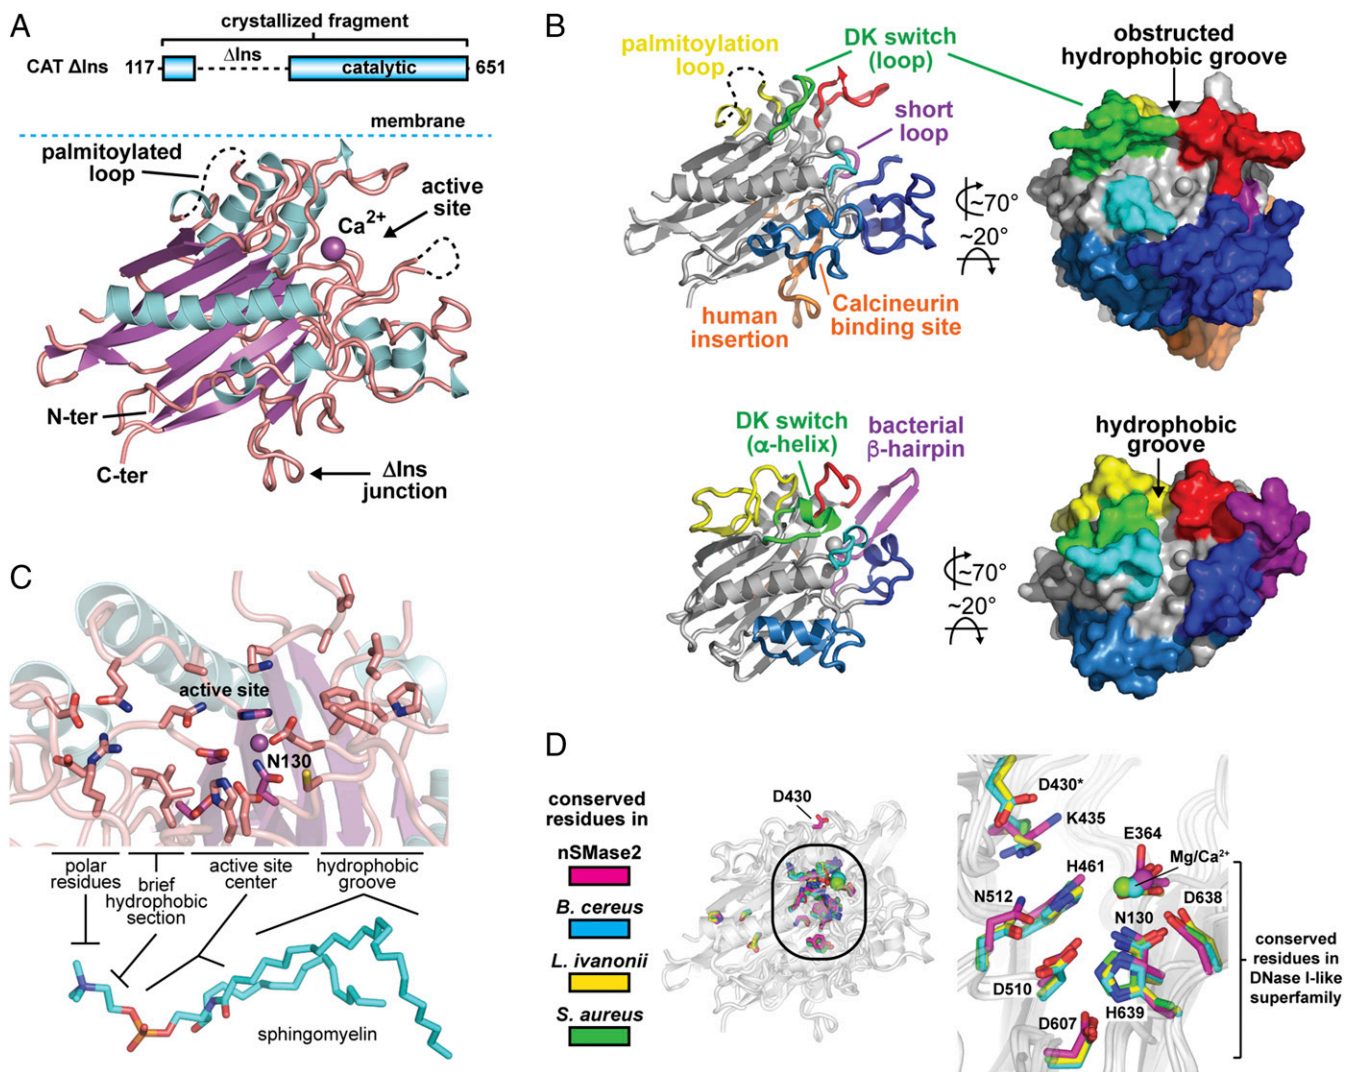 A
crystallized fragment
ΔIns
CAT ΔIns
117
catalytic
651
membrane
palmitoylated
loop
active
site
Ca2+
N-ter
C-ter
ΔIns
junction
B
palmitoylation
loop
DK switch
(loop)
short
loop
human
insertion
Calcineurin
binding site
~70°
~20°
obstructed
hydrophobic groove
DK switch
(α-helix)
bacterial
β-hairpin
~70°
~20°
hydrophobic
groove
C
active site
N130
polar
residues
brief
hydrophobic
section
active site
center
hydrophobic
groove
sphingomyelin
D
conserved
residues in
nSMase2
B. cereus
L. ivanonii
S. aureus
D430
D430*
K435
E364
H461
Mg/Ca2+
N512
N130
D638
D510
H639
D607
conserved
residues in
DNase I-like
superfamily